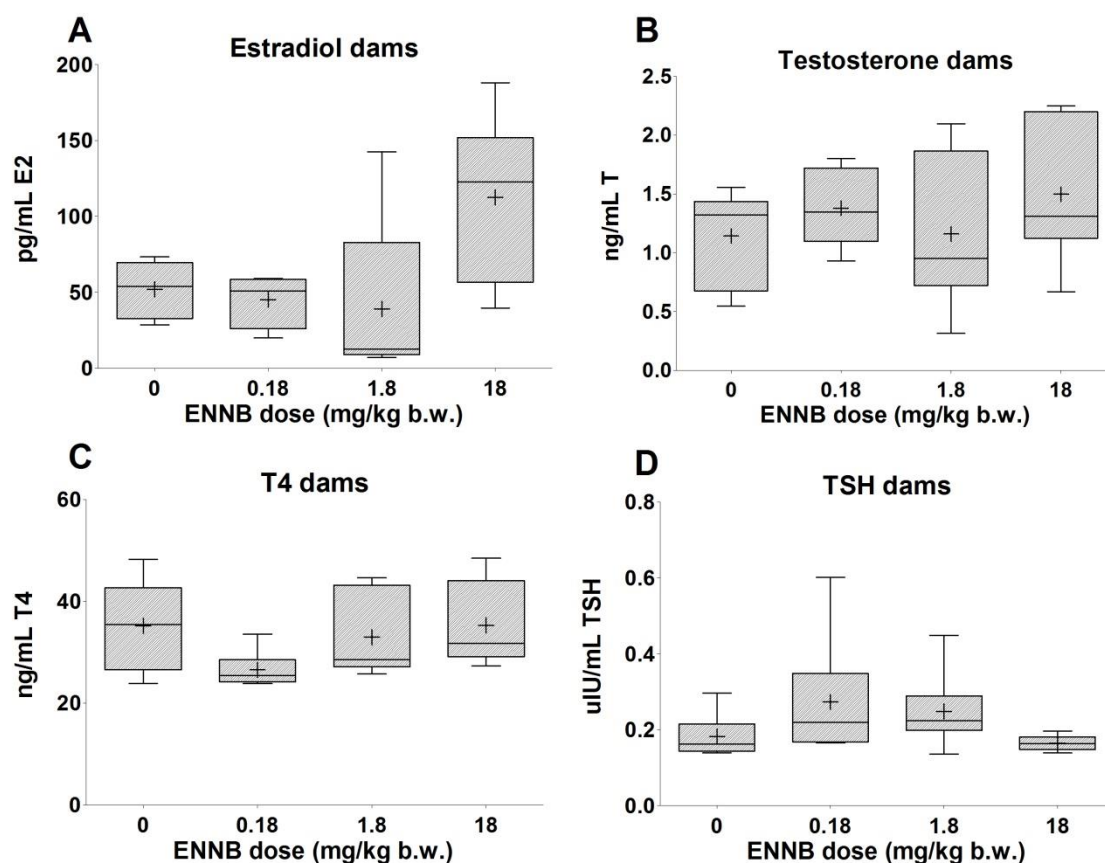 A
Estradiol dams
200
150
100
50
0
pg/mL E2
0 0.18 1.8 18
ENNB dose (mg/kg b.w.)
B
Testosterone dams
2.5
2.0
1.5
1.0
0.5
0.0
ng/mL T
0 0.18 1.8 18
ENNB dose (mg/kg b.w.)
C
T4 dams
60
40
20
0
ng/mL T4
0 0.18 1.8 18
ENNB dose (mg/kg b.w.)
D
TSH dams
0.8
0.6
0.4
0.2
0.0
uIU/mL TSH
0 0.18 1.8 18
ENNB dose (mg/kg b.w.)